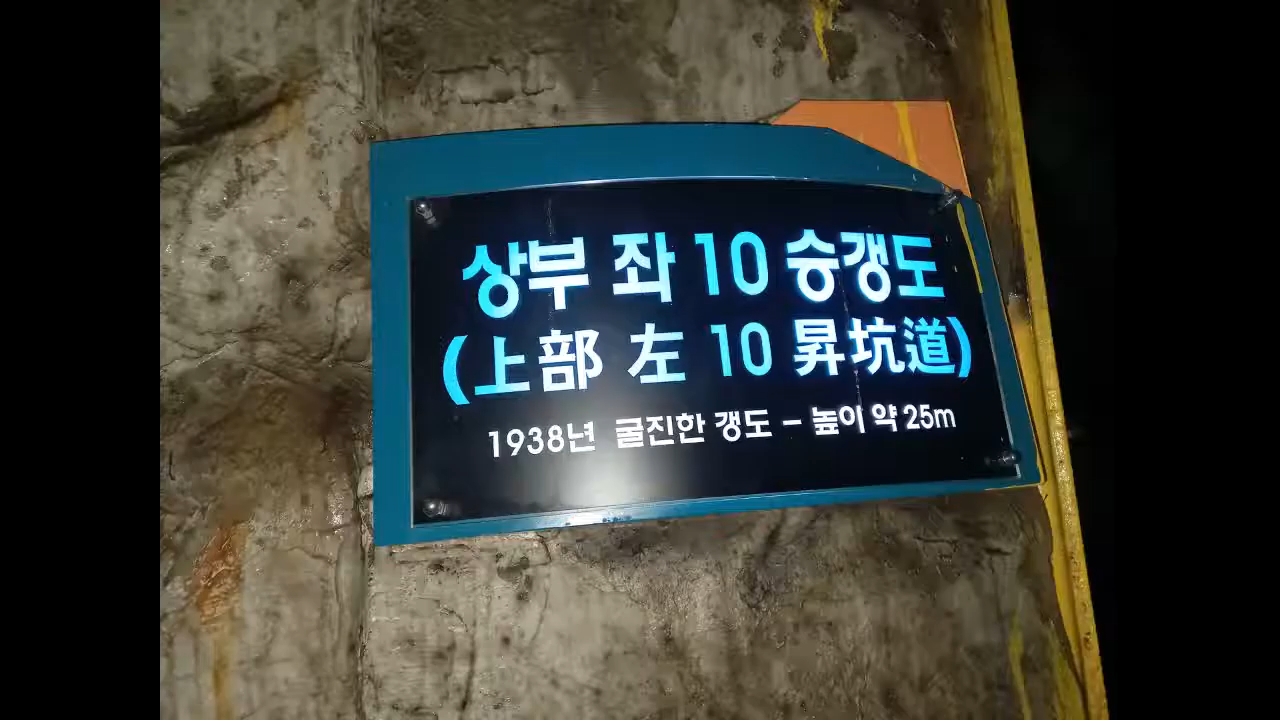 상부 좌 10 승갱도
(上部 左 10 昇坑道)
1938년 굴진한 갱도 - 높이 약 25m